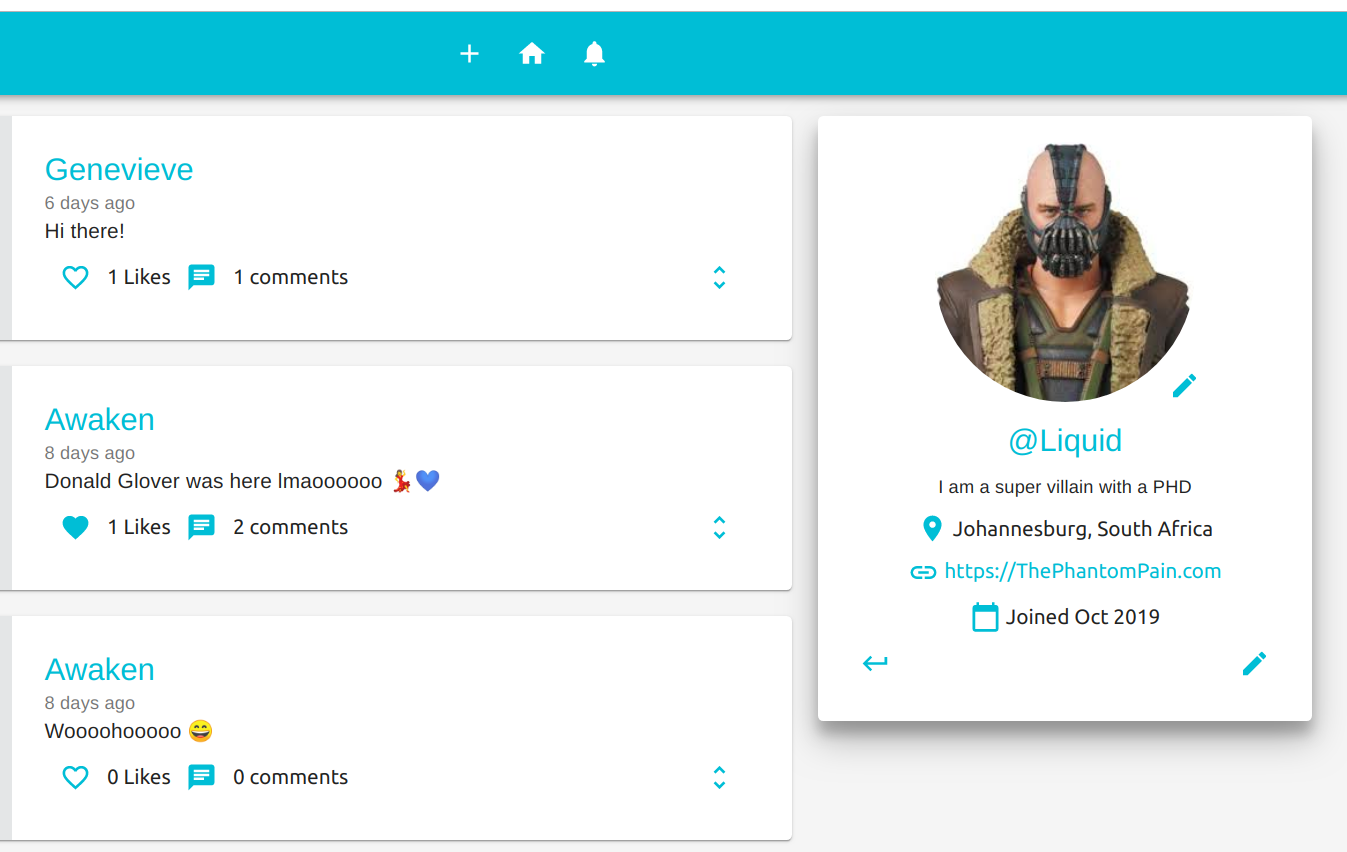 Genevieve
6 days ago
Hi there!
1 Likes 1 comments
Awaken
8 days ago
Donald Glover was here lmaoooooo 💃💙
1 Likes 2 comments
Awaken
8 days ago
Woooohooooo 😄
0 Likes 0 comments
@Liquid
I am a super villain with a PHD
Johannesburg, South Africa
https://ThePhantomPain.com
Joined Oct 2019